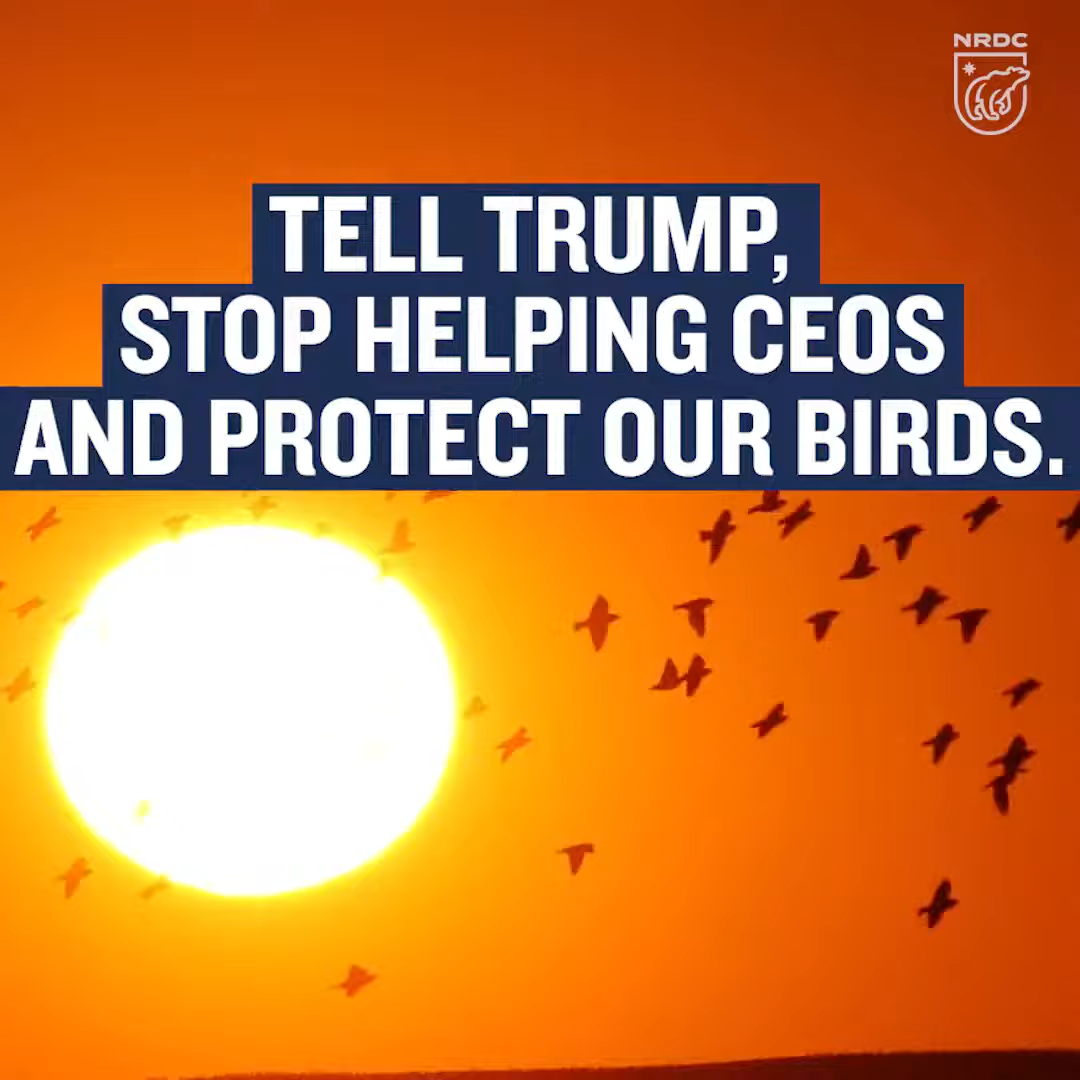 NRDC
TELL TRUMP,
STOP HELPING CEOS
AND PROTECT OUR BIRDS.